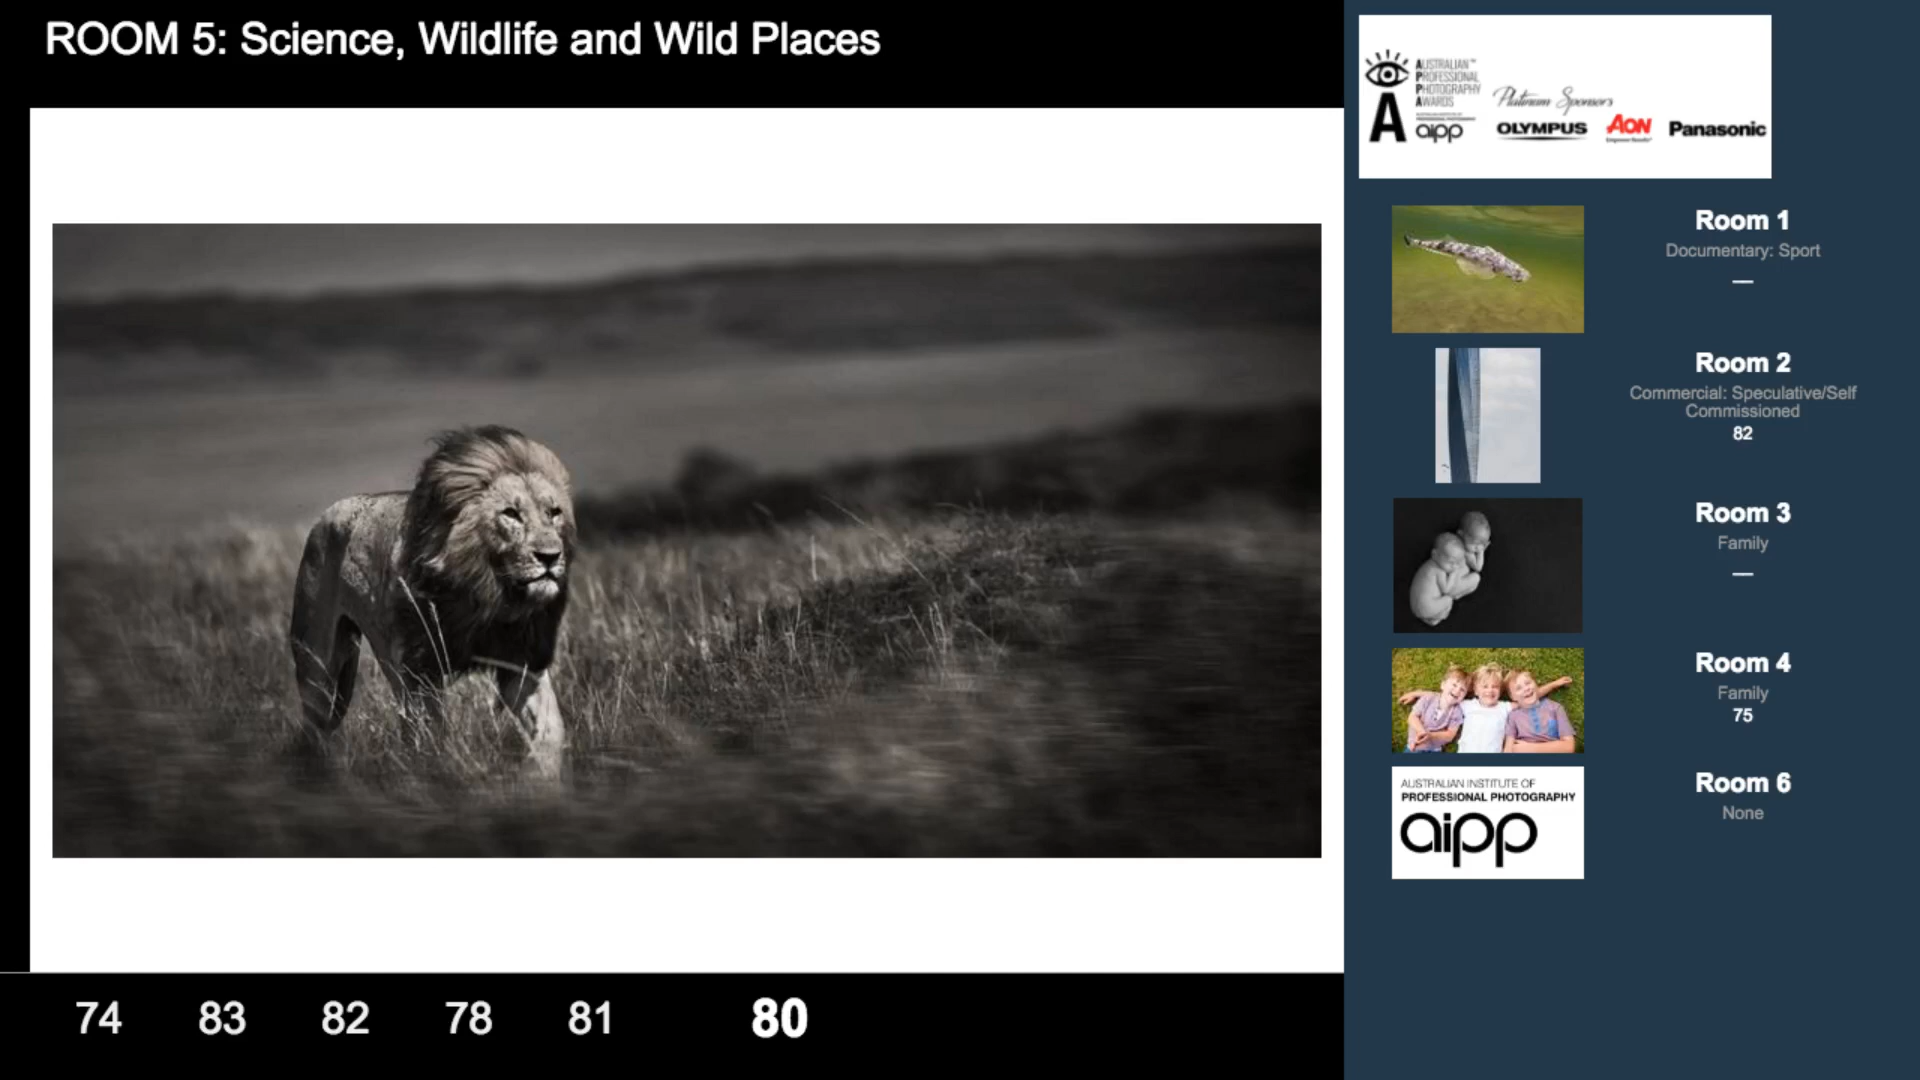 ROOM 5: Science, Wildlife and Wild Places
74 83 82 78 81 80
AUSTRALIAN™
PROFESSIONAL
PHOTOGRAPHY
AWARDS
aipp
Platinum Sponsors
OLYMPUS
AON
Panasonic
Room 1
Documentary: Sport
—
Room 2
Commercial: Speculative/Self
Commissioned
82
Room 3
Family
—
Room 4
Family
75
AUSTRALIAN INSTITUTE OF
PROFESSIONAL PHOTOGRAPHY
aipp
Room 6
None